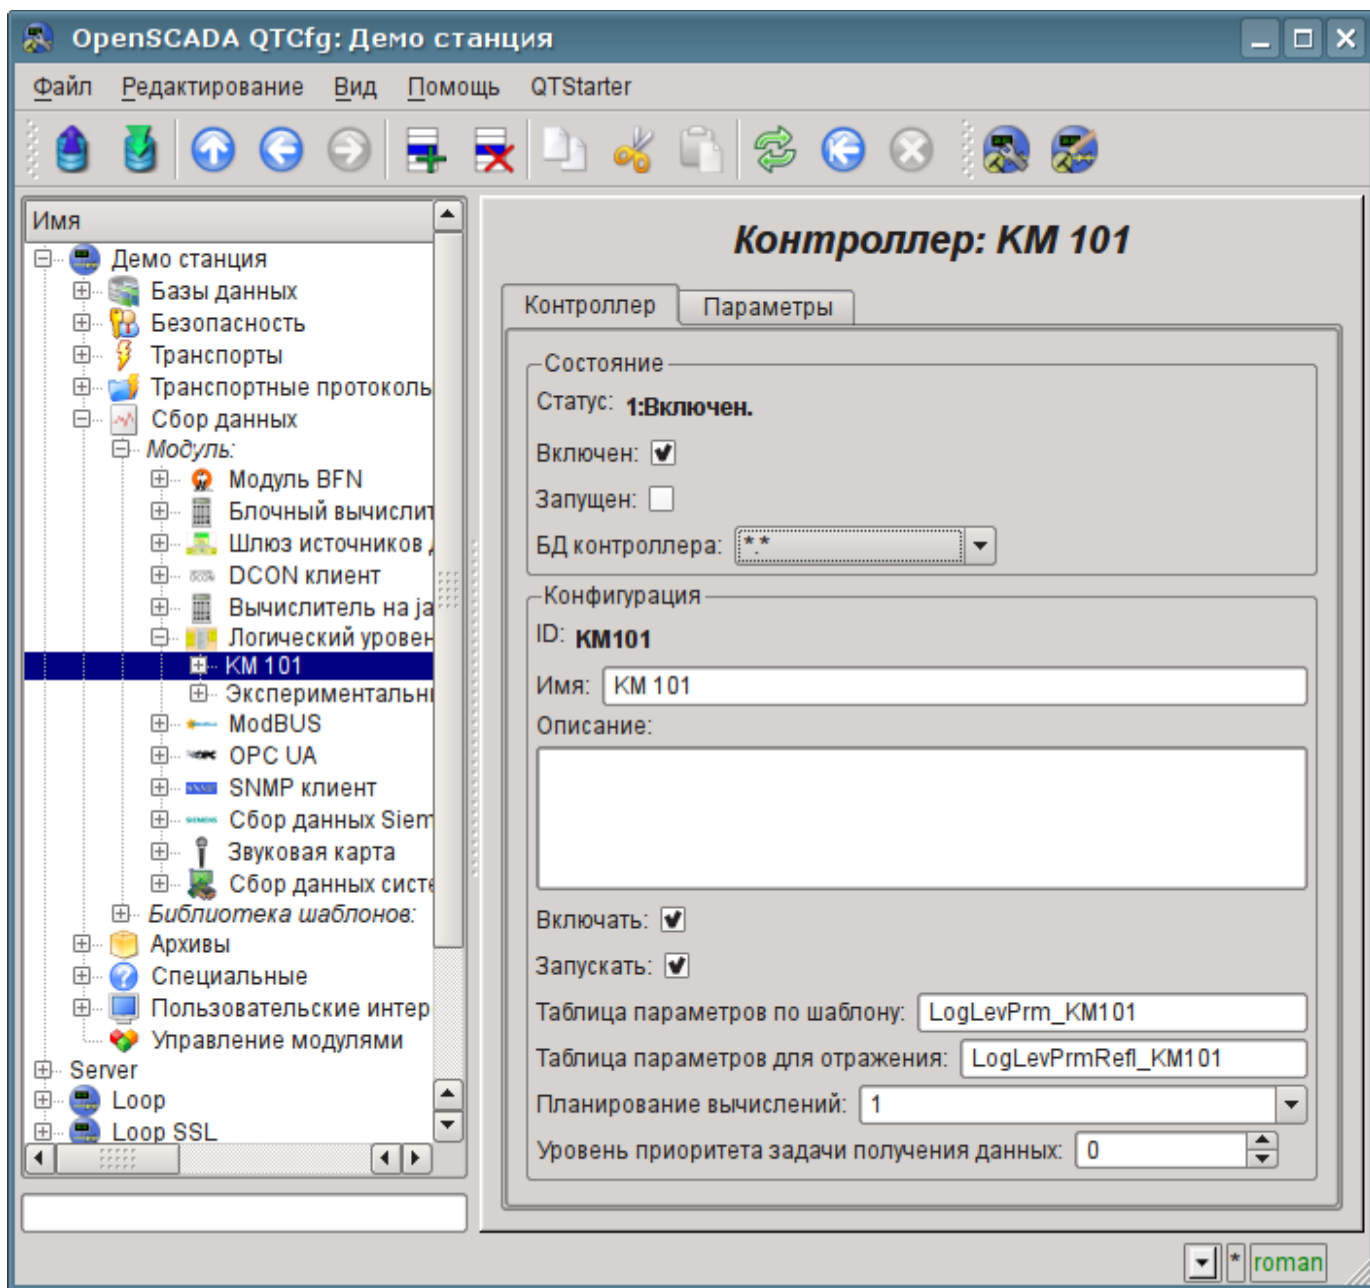 OpenSCADA QTCfg: Демо станция
Файл Редактирование Вид Помощь QTStarter
Имя
Демо станция
Базы данных
Безопасность
Транспорты
Транспортные протоколы
Сбор данных
Модуль:
Модуль BFN
Блочный вычислит
Шлюз источников д
DCON клиент
Вычислитель на ja
Логический уровен
КМ 101
Экспериментальн
ModBUS
OPC UA
SNMP клиент
Сбор данных Siem
Звуковая карта
Сбор данных систе
Библиотека шаблонов:
Архивы
Специальные
Пользовательские интер
Управление модулями
Server
Loop
Loop SSL
Контроллер: КМ 101
Контроллер Параметры
Состояние
Статус: 1:Включен.
Включен:
Запущен:
БД контроллера: *.*
Конфигурация
ID: KM101
Имя: КМ 101
Описание:
Включать:
Запускать:
Таблица параметров по шаблону: LogLevPrm_KM101
Таблица параметров для отражения: LogLevPrmRefl_KM101
Планирование вычислений: 1
Уровень приоритета задачи получения данных: 0
* roman